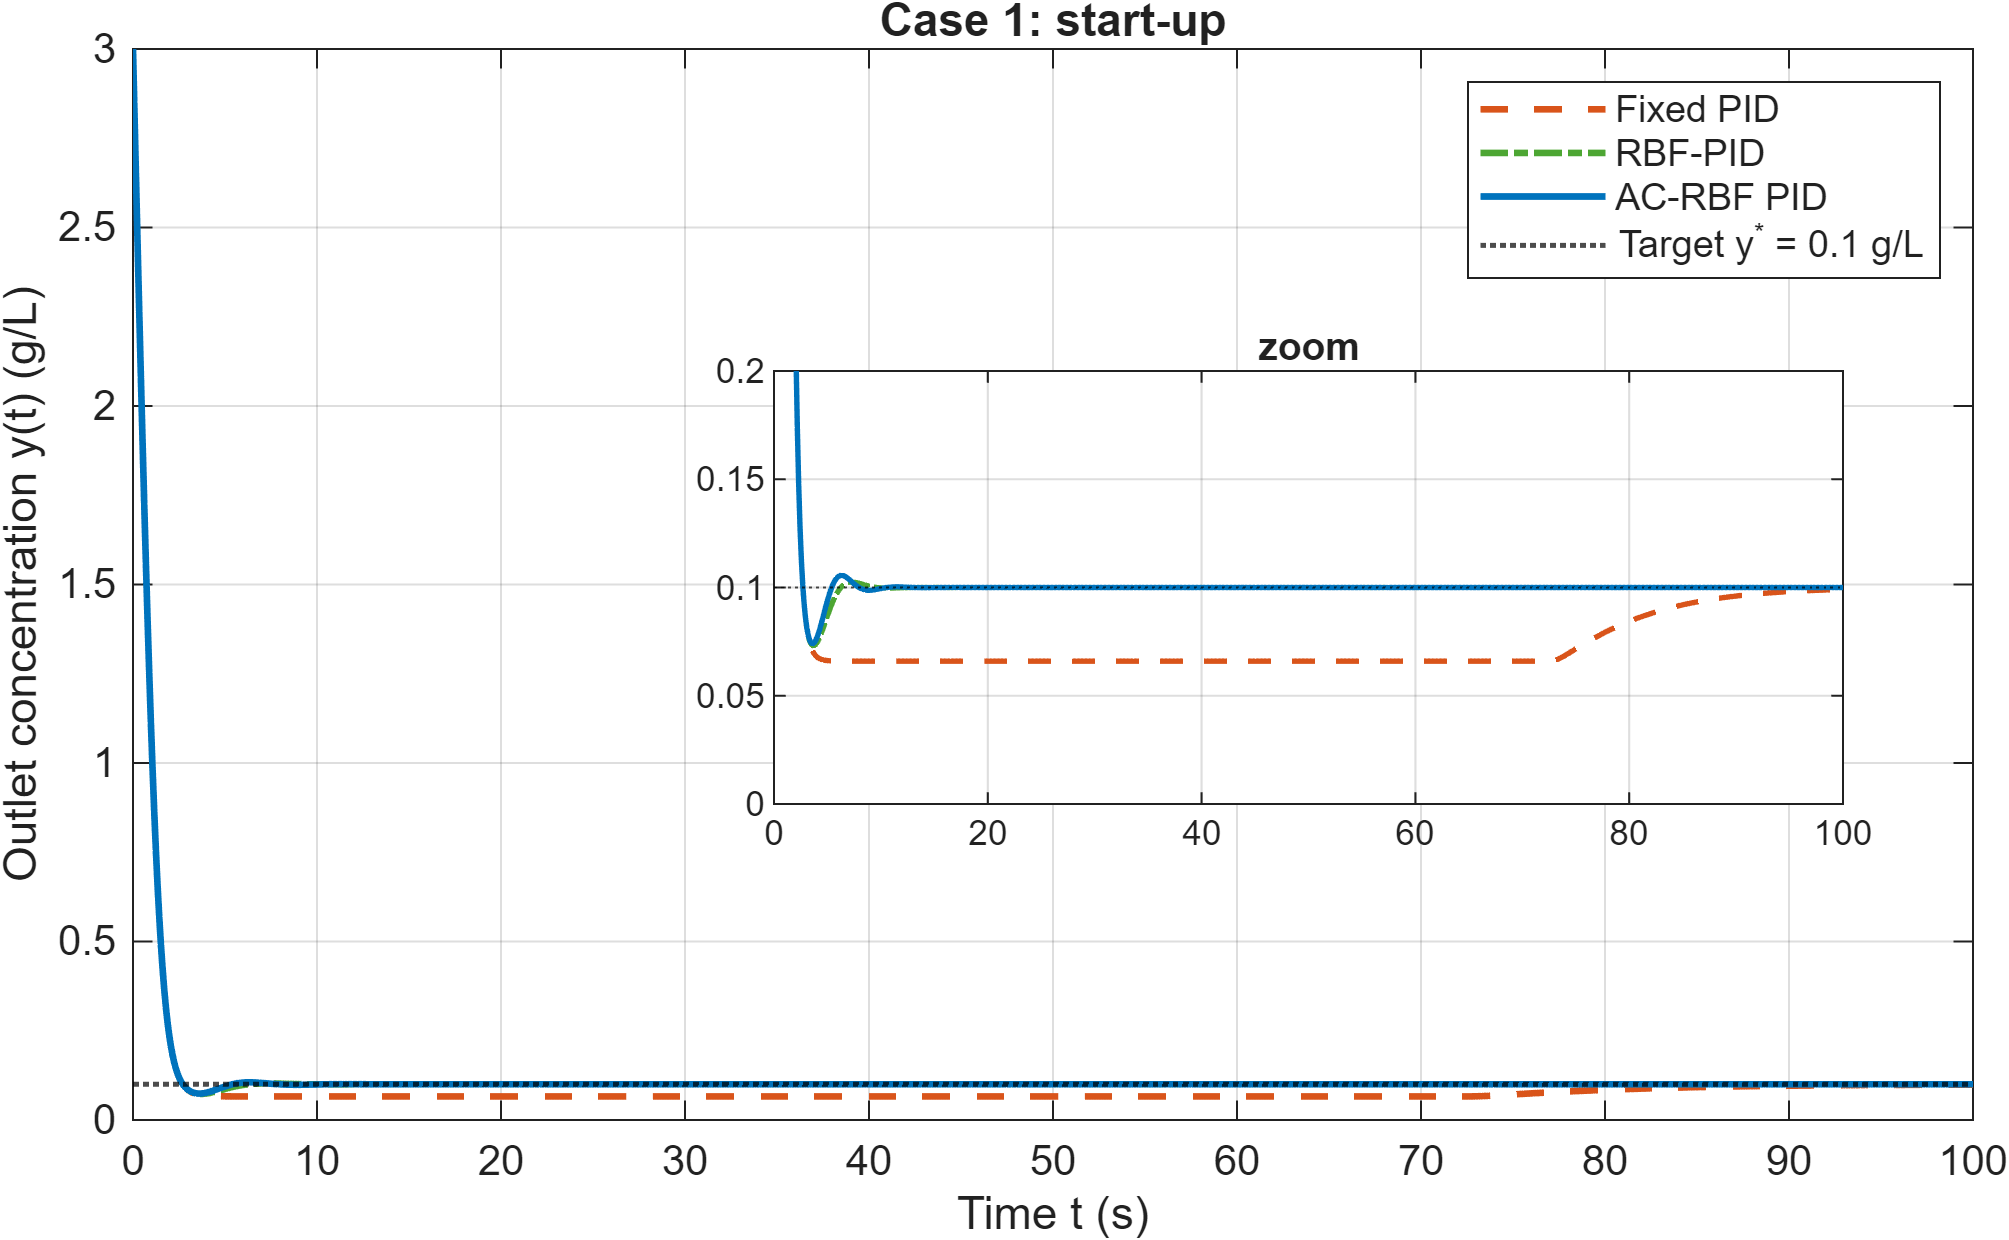 Case 1: start-up
3
2.5
2
1.5
1
0.5
0
Outlet concentration y(t) (g/L)
Fixed PID
RBF-PID
AC-RBF PID
Target y* = 0.1 g/L
zoom
0.2
0.15
0.1
0.05
0
0 20 40 60 80 100
0 10 20 30 40 50 60 70 80 90 100
Time t (s)